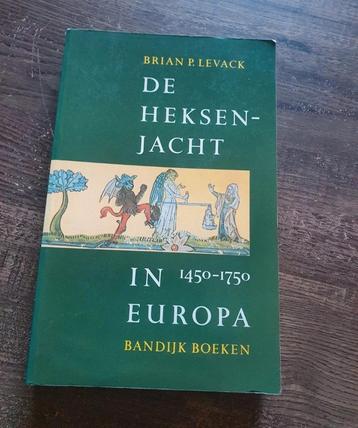 BRIAN P. LEVACK
DE
HEKSEN-
JACHT
IN 1450-1750
EUROPA
BANDIJK BOEKEN